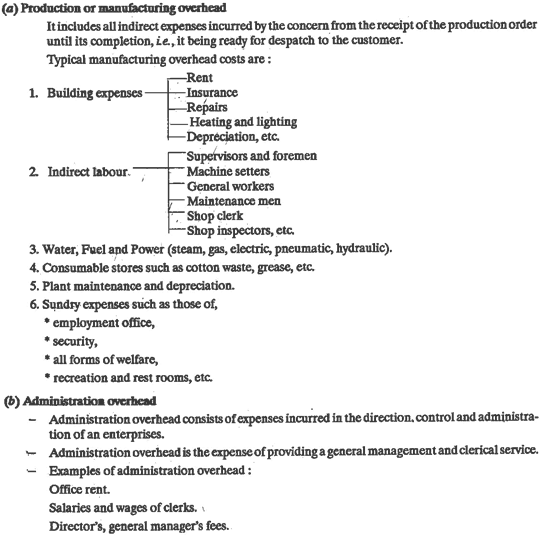 (a) Production or manufacturing overhead
It includes all indirect expenses incurred by the concern from the receipt of the production order
until its completion, i.e., it being ready for despatch to the customer.
Typical manufacturing overhead costs are :
1. Building expenses
Rent
Insurance
Repairs
Heating and lighting
Depreciation, etc.
2. Indirect labour.
Supervisors and foremen
Machine setters
General workers
Maintenance men
Shop clerk
Shop inspectors, etc.
3. Water, Fuel and Power (steam, gas, electric, pneumatic, hydraulic).
4. Consumable stores such as cotton waste, grease, etc.
5. Plant maintenance and depreciation.
6. Sundry expenses such as those of,
* employment office,
* security,
* all forms of welfare,
* recreation and rest rooms, etc.
(b) Administration overhead
– Administration overhead consists of expenses incurred in the direction, control and administra-
tion of an enterprises.
– Administration overhead is the expense of providing a general management and clerical service.
– Examples of administration overhead :
Office rent.
Salaries and wages of clerks.
Director's, general manager's fees.